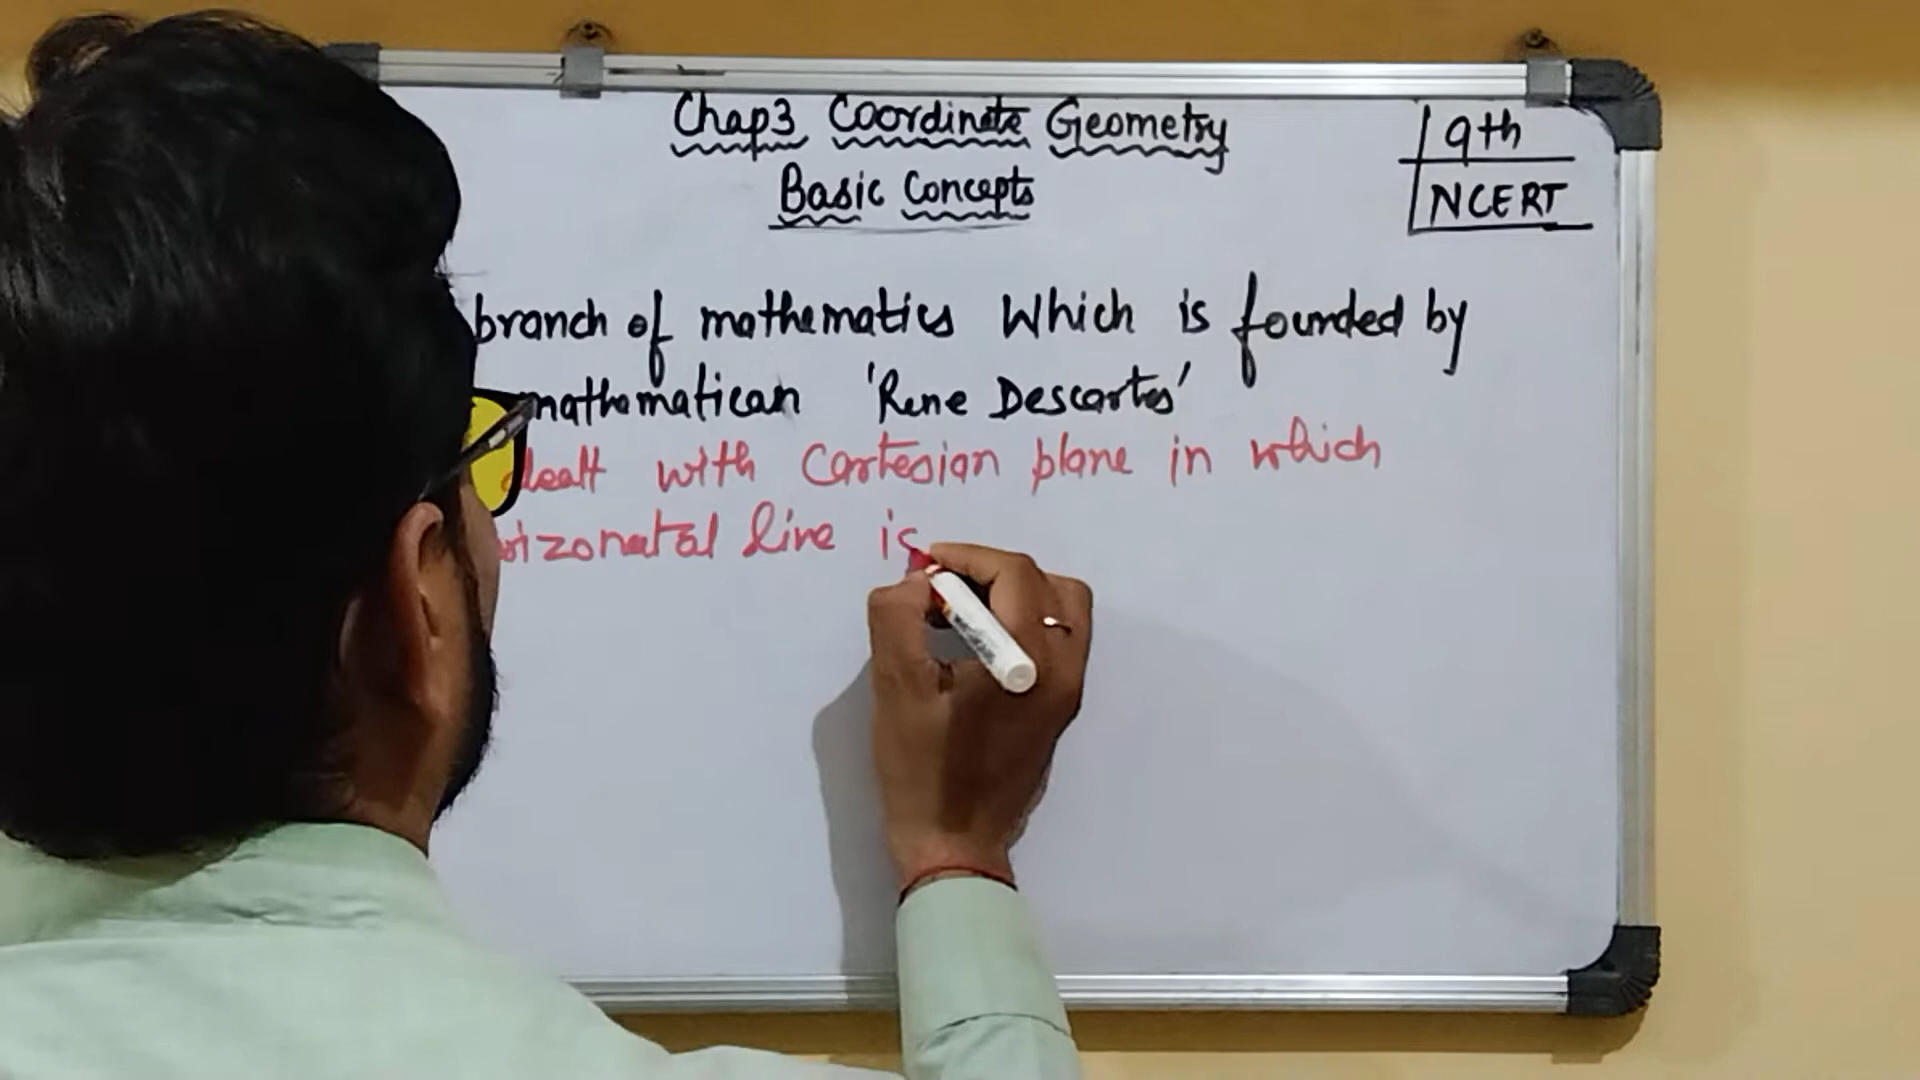 Chap3 Coordinate Geometry
9th
Basic Concepts
NCERT
branch of mathematics Which is founded by
mathematican 'Rene Descartes'
dealt with Cartesian plane in which
rizonatal line is